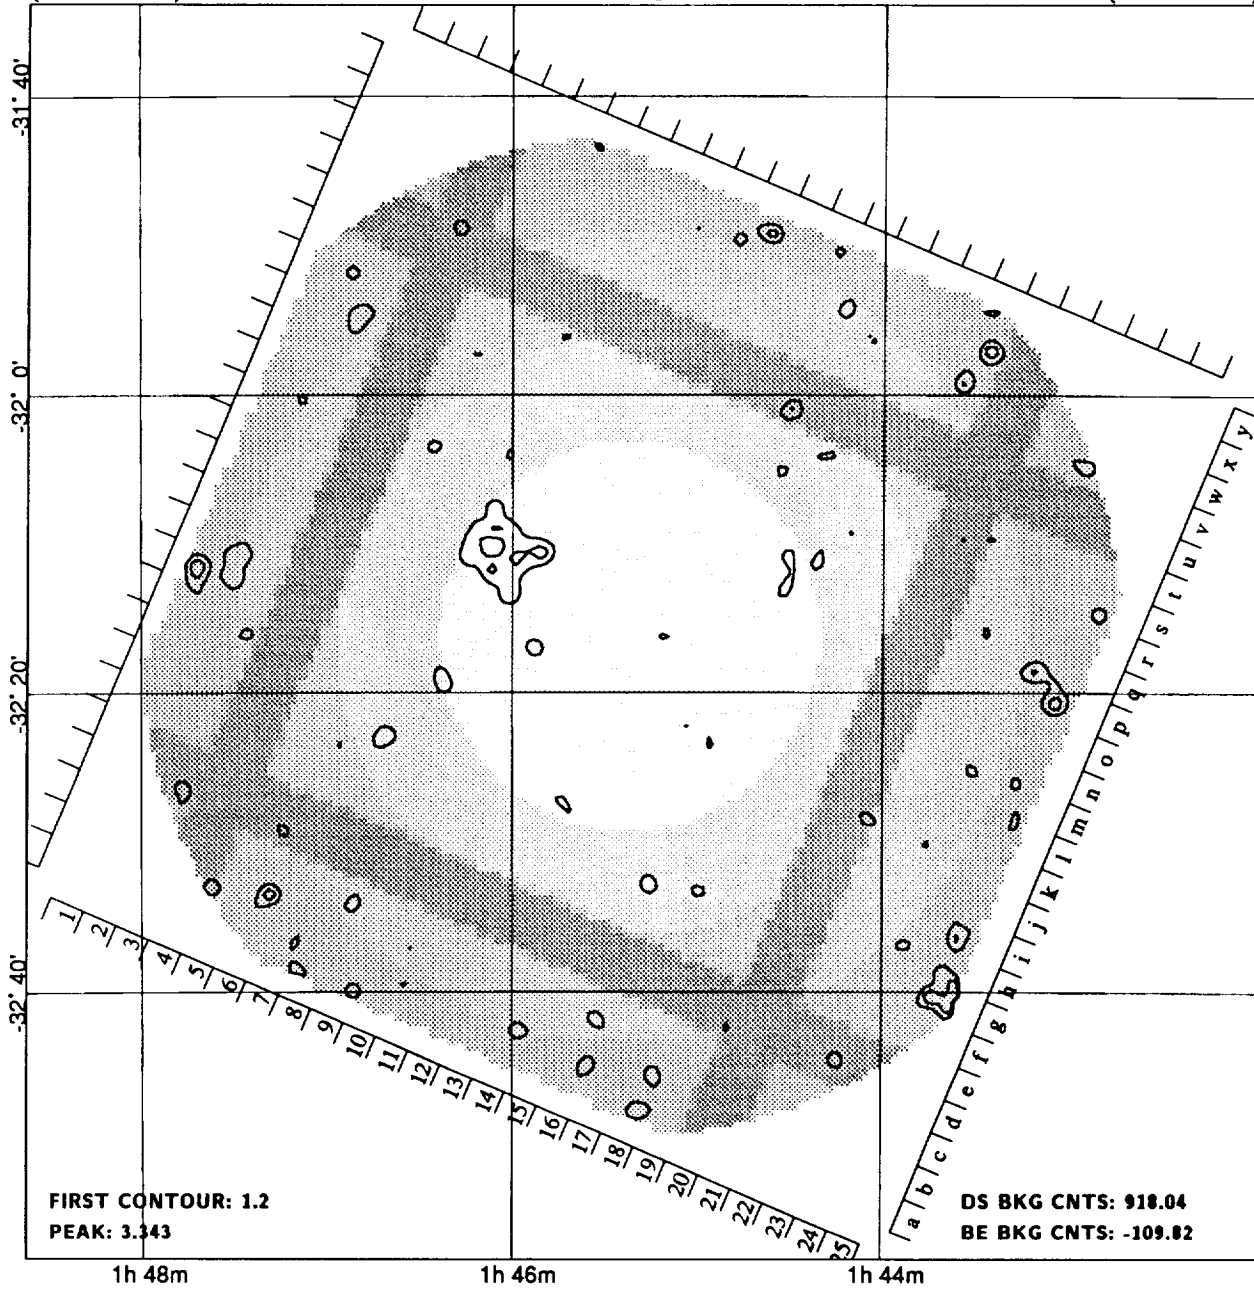 -31° 40'
-32° 0'
-32° 20'
-32° 40'
y
x
w
v
u
t
s
r
q
p
o
n
m
l
k
j
i
h
g
f
e
d
c
b
a
1
2
3
4
5
6
7
8
9
10
11
12
13
14
15
16
17
18
19
20
21
22
23
24
25
FIRST CONTOUR: 1.2
PEAK: 3.343
DS BKG CNTS: 918.04
BE BKG CNTS: -109.82
1h 48m
1h 46m
1h 44m